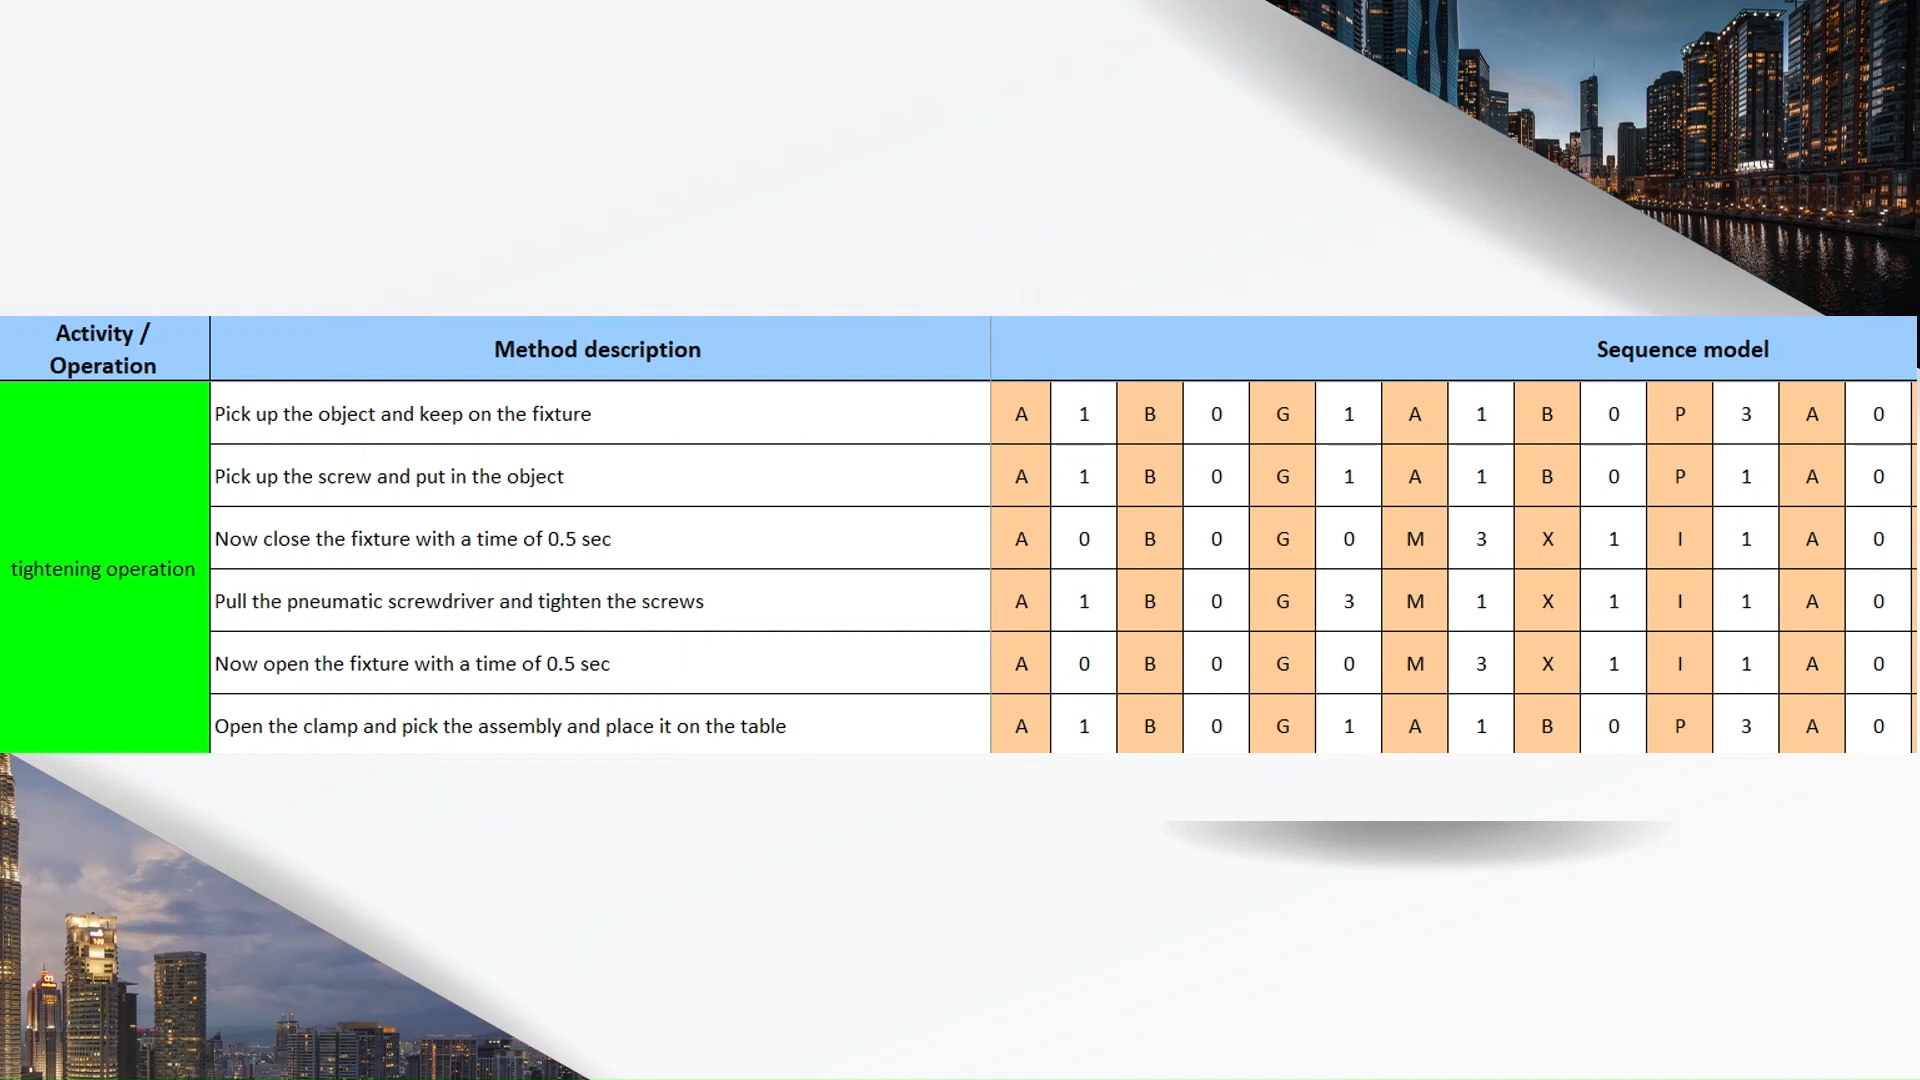 Activity /
Operation
Method description
Sequence model
tightening operation
Pick up the object and keep on the fixture A 1 B 0 G 1 A 1 B 0 P 3 A 0
Pick up the screw and put in the object A 1 B 0 G 1 A 1 B 0 P 1 A 0
Now close the fixture with a time of 0.5 sec A 0 B 0 G 0 M 3 X 1 I 1 A 0
Pull the pneumatic screwdriver and tighten the screws A 1 B 0 G 3 M 1 X 1 I 1 A 0
Now open the fixture with a time of 0.5 sec A 0 B 0 G 0 M 3 X 1 I 1 A 0
Open the clamp and pick the assembly and place it on the table A 1 B 0 G 1 A 1 B 0 P 3 A 0